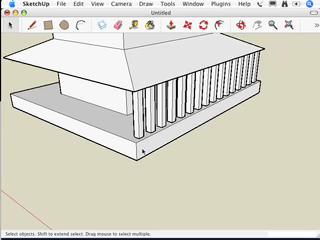 SketchUp File Edit View Camera Draw Tools Window Plugins Help
Untitled
Select objects. Shift to extend select. Drag mouse to select multiple.